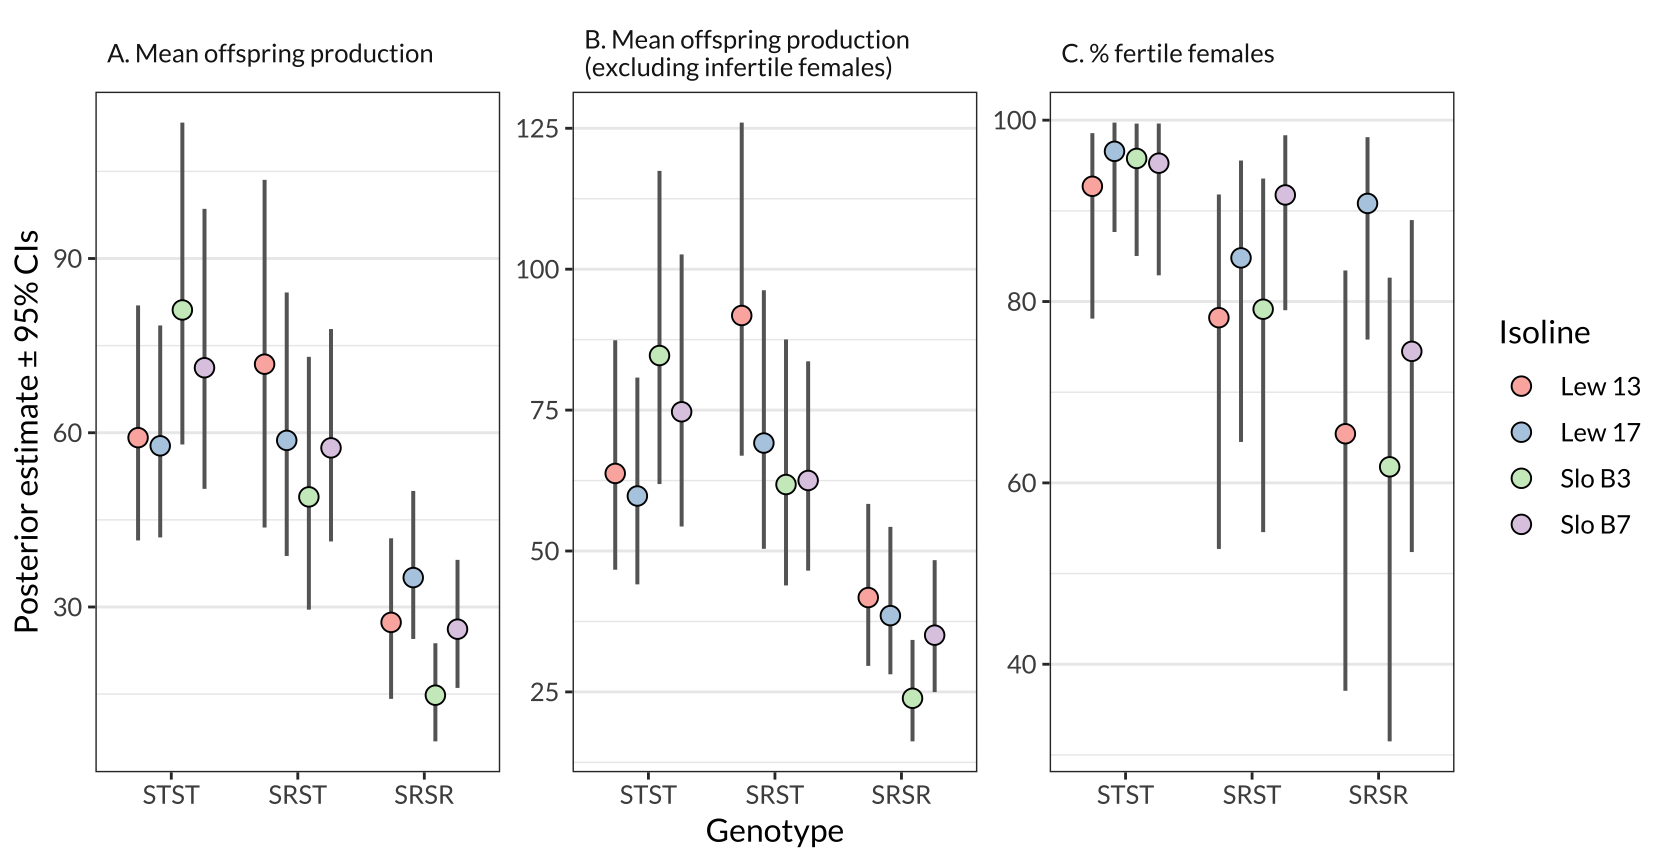 A. Mean offspring production
B. Mean offspring production
(excluding infertile females)
C. % fertile females
Posterior estimate ± 95% CIs
90
60
30
125
100
75
50
25
100
80
60
40
STST
SRST
SRSR
STST
SRST
SRSR
STST
SRST
SRSR
Genotype
Isoline
Lew 13
Lew 17
Slo B3
Slo B7